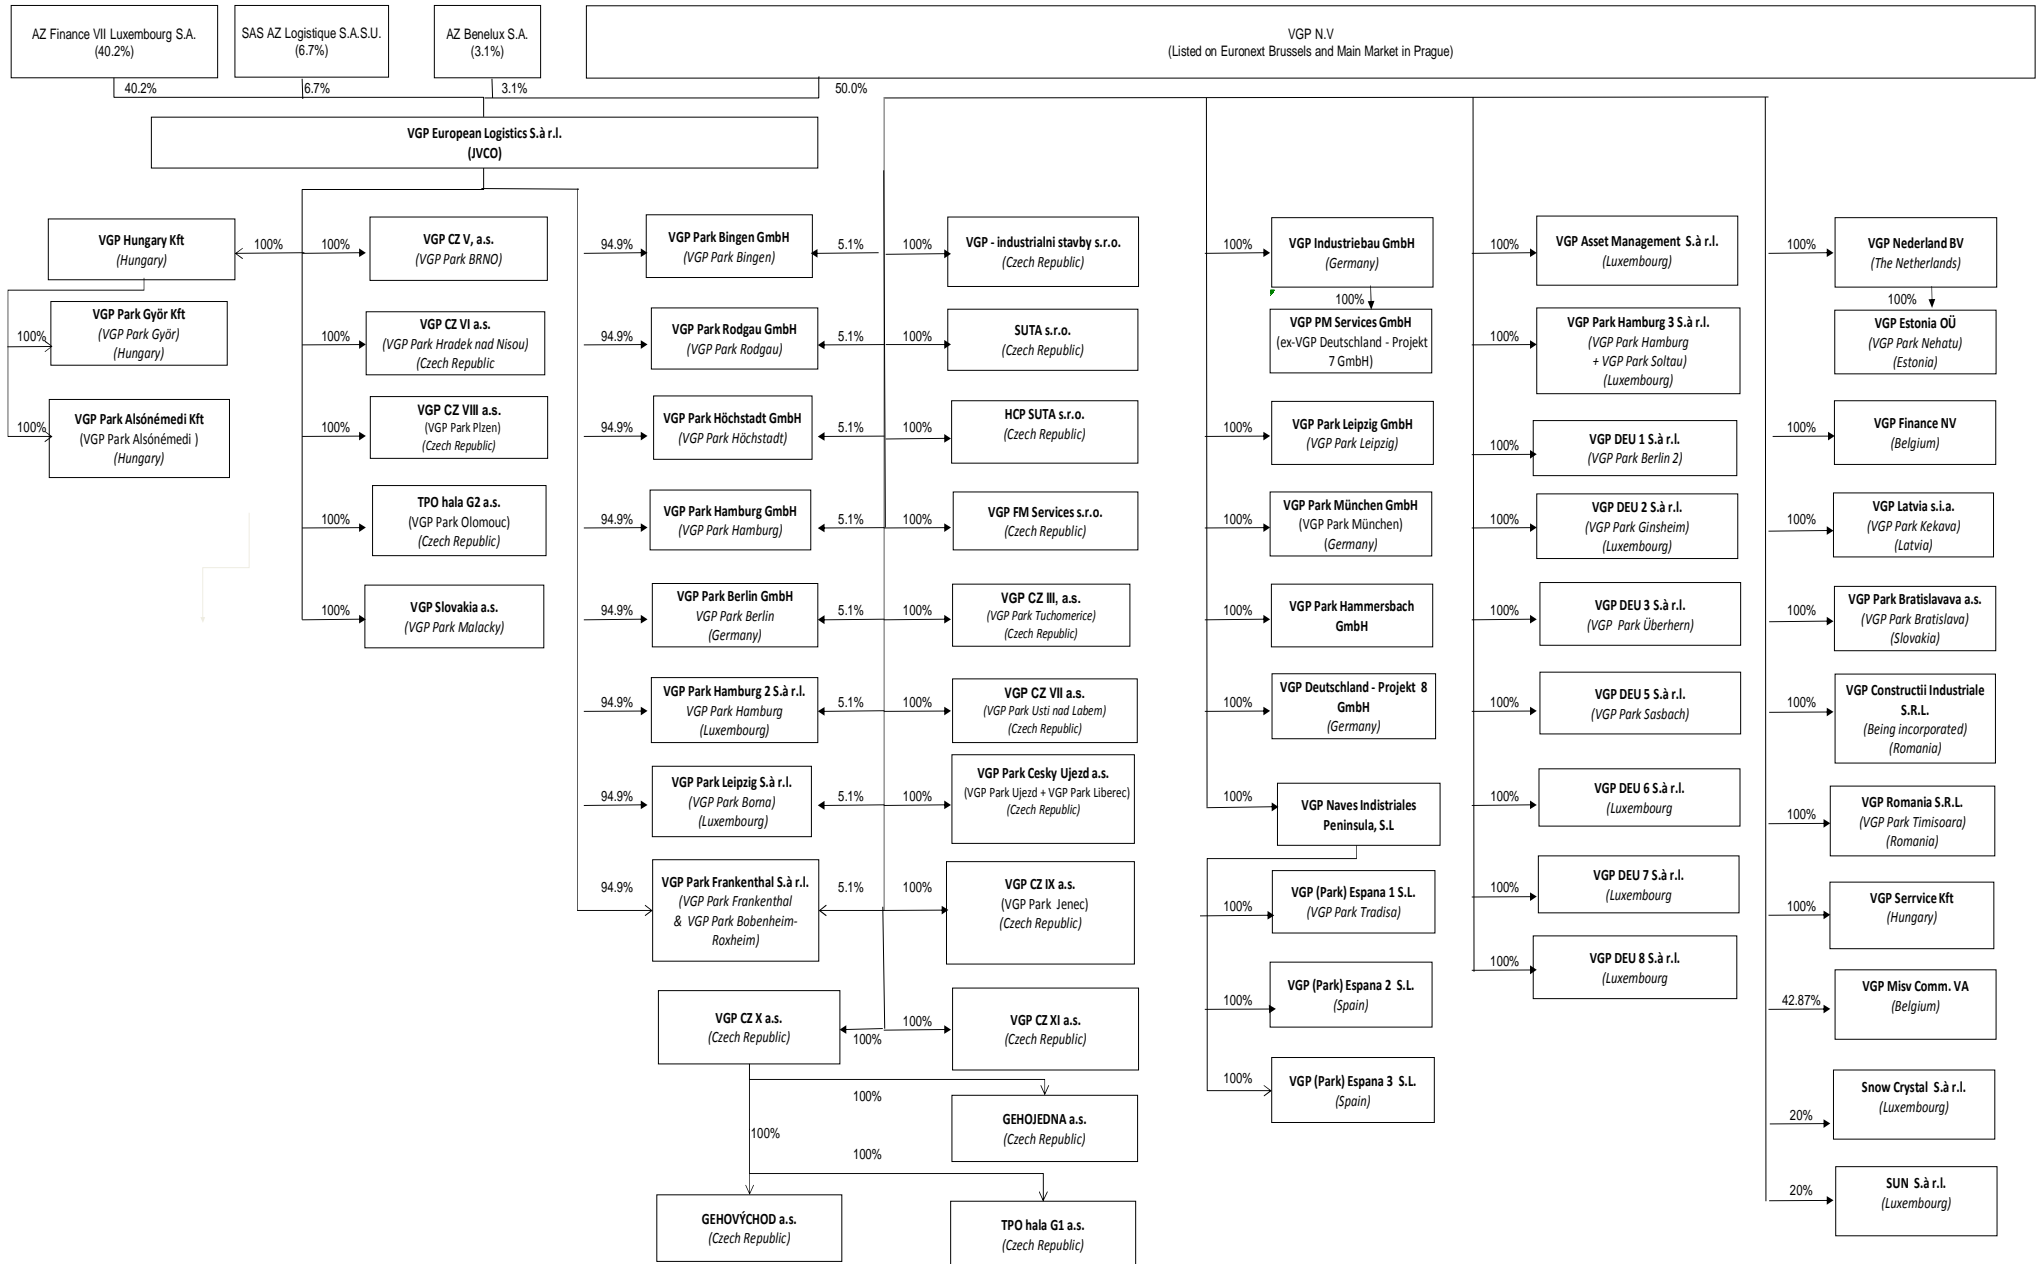 AZ Finance VII Luxembourg S.A.
(40.2%)
SAS AZ Logistique S.A.S.U.
(6.7%)
AZ Benelux S.A.
(3.1%)
VGP N.V
(Listed on Euronext Brussels and Main Market in Prague)
40.2%
6.7%
3.1%
50.0%
VGP European Logistics S.à r.l.
(JVCO)
VGP Hungary Kft
(Hungary)
100%
100%
VGP Park Györ Kft
(VGP Park Györ)
(Hungary)
100%
VGP Park Alsónémedi Kft
(VGP Park Alsónémedi )
(Hungary)
100%
VGP CZ V, a.s.
(VGP Park BRNO)
100%
VGP CZ VI a.s.
(VGP Park Hradek nad Nisou)
(Czech Republic
100%
VGP CZ VIII a.s.
(VGP Park Plzen)
(Czech Republic)
100%
TPO hala G2 a.s.
(VGP Park Olomouc)
(Czech Republic)
100%
VGP Slovakia a.s.
(VGP Park Malacky)
94.9%
VGP Park Bingen GmbH
(VGP Park Bingen)
5.1%
94.9%
VGP Park Rodgau GmbH
(VGP Park Rodgau)
5.1%
94.9%
VGP Park Höchstadt GmbH
(VGP Park Höchstadt)
5.1%
94.9%
VGP Park Hamburg GmbH
(VGP Park Hamburg)
5.1%
94.9%
VGP Park Berlin GmbH
VGP Park Berlin
(Germany)
5.1%
94.9%
VGP Park Hamburg 2 S.à r.l.
VGP Park Hamburg
(Luxembourg)
5.1%
94.9%
VGP Park Leipzig S.à r.l.
(VGP Park Borna)
(Luxembourg)
5.1%
94.9%
VGP Park Frankenthal S.à r.l.
(VGP Park Frankenthal
& VGP Park Bobenheim-
Roxheim)
5.1%
VGP CZ X a.s.
(Czech Republic)
100%
100%
GEHOJEDNA a.s.
(Czech Republic)
100%
GEHOVÝCHOD a.s.
(Czech Republic)
100%
TPO hala G1 a.s.
(Czech Republic)
100%
VGP - industrialni stavby s.r.o.
(Czech Republic)
100%
SUTA s.r.o.
(Czech Republic)
100%
HCP SUTA s.r.o.
(Czech Republic)
100%
VGP FM Services s.r.o.
(Czech Republic)
100%
VGP CZ III, a.s.
(VGP Park Tuchomerice)
(Czech Republic)
100%
VGP CZ VII a.s.
(VGP Park Usti nad Labem)
(Czech Republic)
100%
VGP Park Cesky Ujezd a.s.
(VGP Park Ujezd + VGP Park Liberec)
(Czech Republic)
100%
VGP CZ IX a.s.
(VGP Park Jenec)
(Czech Republic)
100%
VGP CZ XI a.s.
(Czech Republic)
100%
VGP Industriebau GmbH
(Germany)
100%
VGP PM Services GmbH
(ex-VGP Deutschland - Projekt
7 GmbH)
100%
VGP Park Leipzig GmbH
(VGP Park Leipzig)
100%
VGP Park München GmbH
(VGP Park München)
(Germany)
100%
VGP Park Hammersbach
GmbH
100%
VGP Deutschland - Projekt 8
GmbH
(Germany)
100%
VGP Naves Indistriales
Peninsula, S.L
100%
VGP (Park) Espana 1 S.L.
(VGP Park Tradisa)
100%
VGP (Park) Espana 2 S.L.
(Spain)
100%
VGP (Park) Espana 3 S.L.
(Spain)
100%
VGP Asset Management S.à r.l.
(Luxembourg)
100%
VGP Park Hamburg 3 S.à r.l.
(VGP Park Hamburg
+ VGP Park Soltau)
(Luxembourg)
100%
VGP DEU 1 S.à r.l.
(VGP Park Berlin 2)
100%
VGP DEU 2 S.à r.l.
(VGP Park Ginsheim)
(Luxembourg)
100%
VGP DEU 3 S.à r.l.
(VGP Park Überhern)
100%
VGP DEU 5 S.à r.l.
(VGP Park Sasbach)
100%
VGP DEU 6 S.à r.l.
(Luxembourg
100%
VGP DEU 7 S.à r.l.
(Luxembourg
100%
VGP DEU 8 S.à r.l.
(Luxembourg
100%
VGP Nederland BV
(The Netherlands)
100%
VGP Estonia OÜ
(VGP Park Nehatu)
(Estonia)
100%
VGP Finance NV
(Belgium)
100%
VGP Latvia s.i.a.
(VGP Park Kekava)
(Latvia)
100%
VGP Park Bratislavava a.s.
(VGP Park Bratislava)
(Slovakia)
100%
VGP Constructii Industriale
S.R.L.
(Being incorporated)
(Romania)
100%
VGP Romania S.R.L.
(VGP Park Timisoara)
(Romania)
100%
VGP Serrvice Kft
(Hungary)
42.87%
VGP Misv Comm. VA
(Belgium)
20%
Snow Crystal S.à r.l.
(Luxembourg)
20%
SUN S.à r.l.
(Luxembourg)